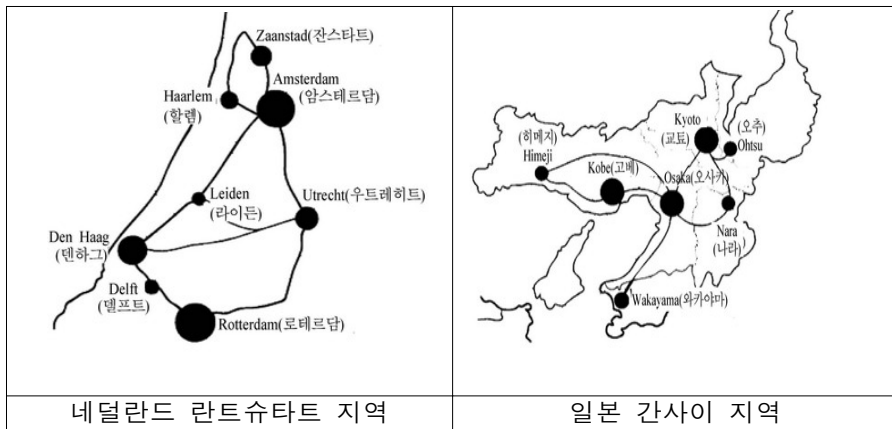 Zaanstad(잔스타트)
Amsterdam
(암스테르담)
Haarlem
(할렘)
Leiden
(라이든)
Utrecht(우트레히트)
Den Haag
(덴하그)
Delft
(델프트)
Rotterdam(로테르담)
네덜란드 란트슈타트 지역
Kyoto
(교토)
(오추)
Ohtsu
(히메지)
Himeji
Kobe(고베)
Osaka(오사카)
Nara
(나라)
Wakayama(와카야마)
일본 간사이 지역